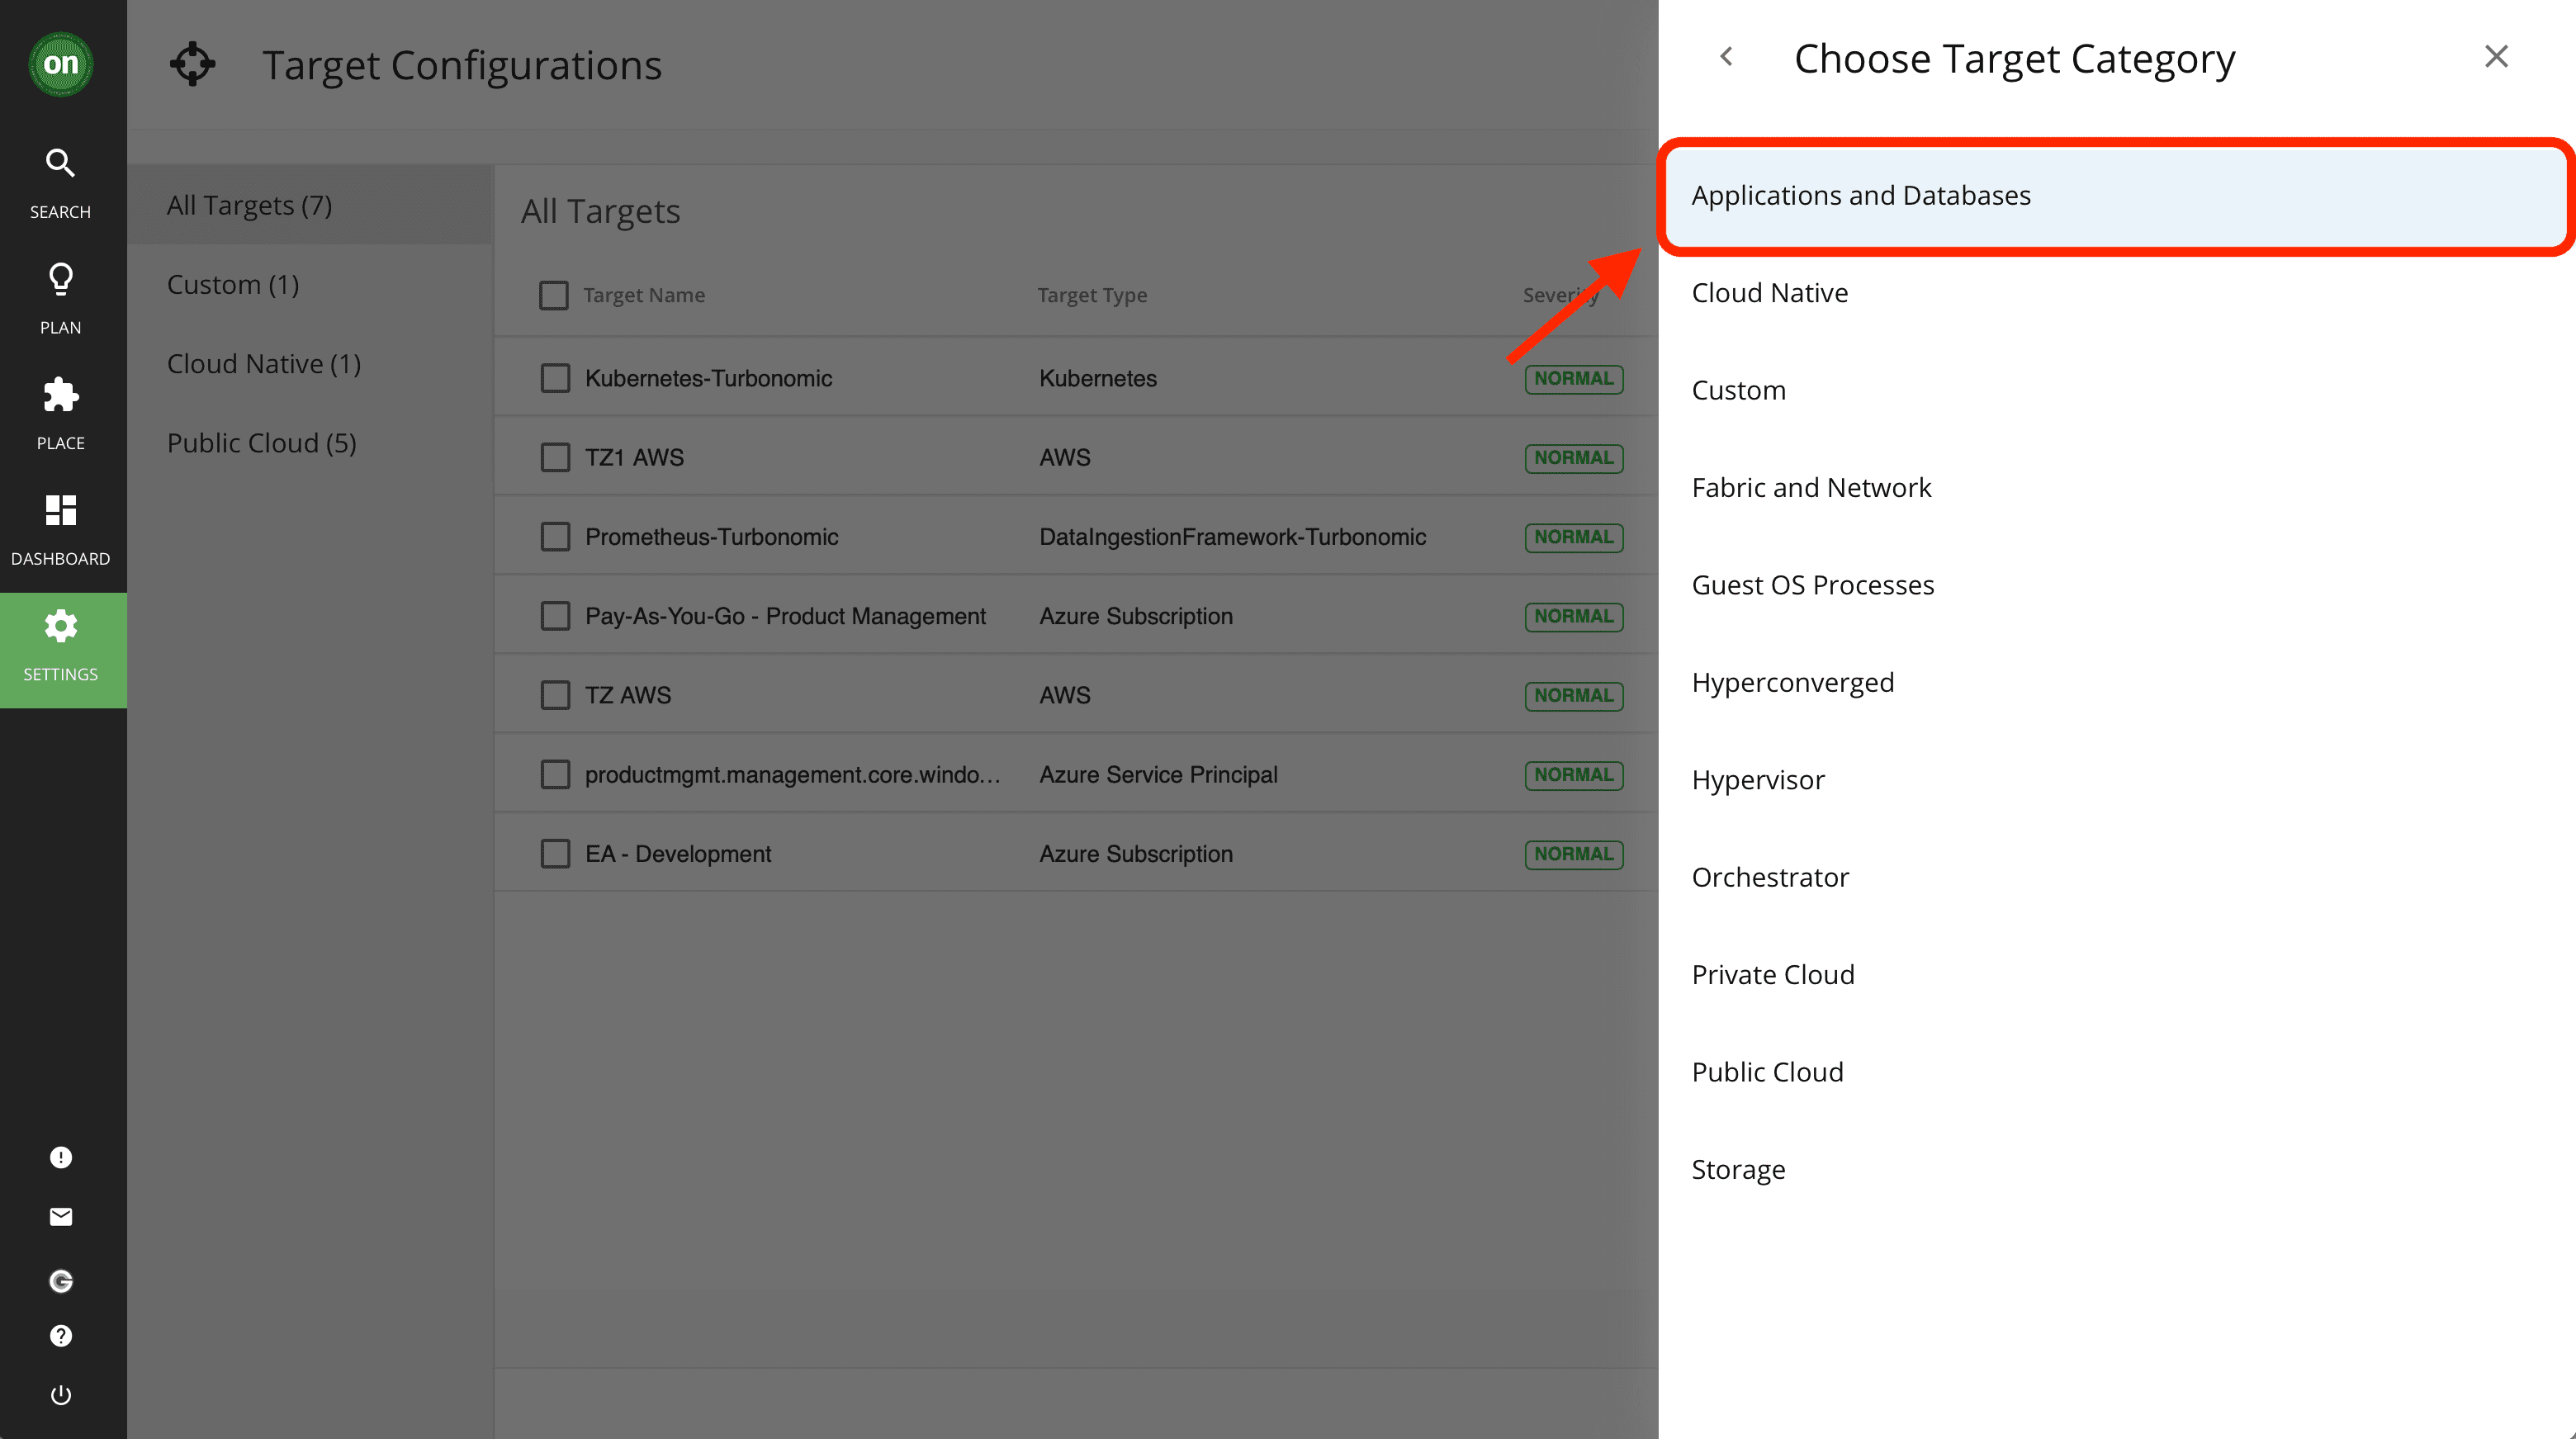 on
SEARCH
PLAN
PLACE
DASHBOARD
SETTINGS
Target Configurations
All Targets (7)
Custom (1)
Cloud Native (1)
Public Cloud (5)
All Targets
Target Name Target Type Severity
Kubernetes-Turbonomic Kubernetes NORMAL
TZ1 AWS AWS NORMAL
Prometheus-Turbonomic DataIngestionFramework-Turbonomic NORMAL
Pay-As-You-Go - Product Management Azure Subscription NORMAL
TZ AWS AWS NORMAL
productmgmt.management.core.windo... Azure Service Principal NORMAL
EA - Development Azure Subscription NORMAL
Choose Target Category
Applications and Databases
Cloud Native
Custom
Fabric and Network
Guest OS Processes
Hyperconverged
Hypervisor
Orchestrator
Private Cloud
Public Cloud
Storage